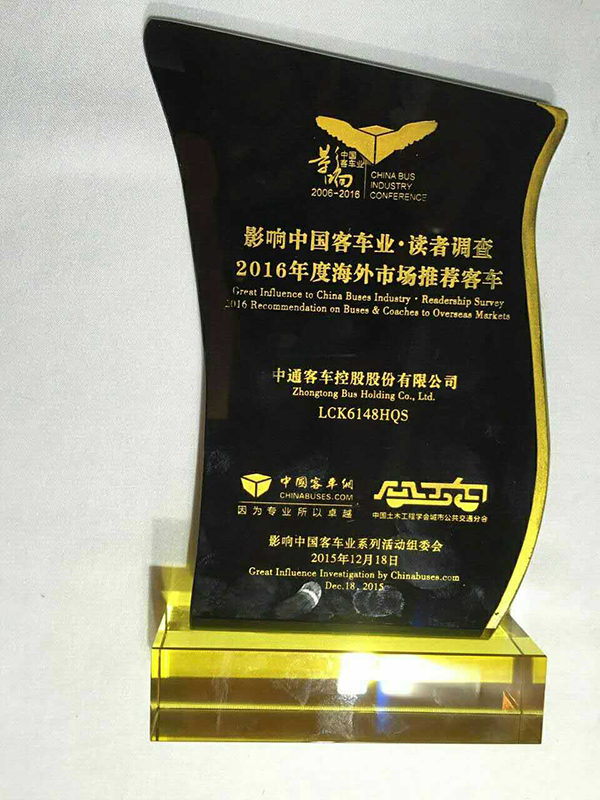 影响
中国
客车业
2006-2016
CHINA BUS
INDUSTRY
CONFERENCE
影响中国客车业·读者调查
2016年度海外市场推荐客车
Great Influence to China Buses Industry · Readership Survey
2016 Recommendation on Buses & Coaches to Overseas Markets
中通客车控股股份有限公司
Zhongtong Bus Holding Co., Ltd.
LCK6148HQS
中國客車網
CHINABUSES.COM
因为专业所以卓越
中国土木工程学会城市公共交通分会
影响中国客车业系列活动组委会
2015年12月18日
Great Influence Investigation by Chinabuses.com
Dec.18, 2015